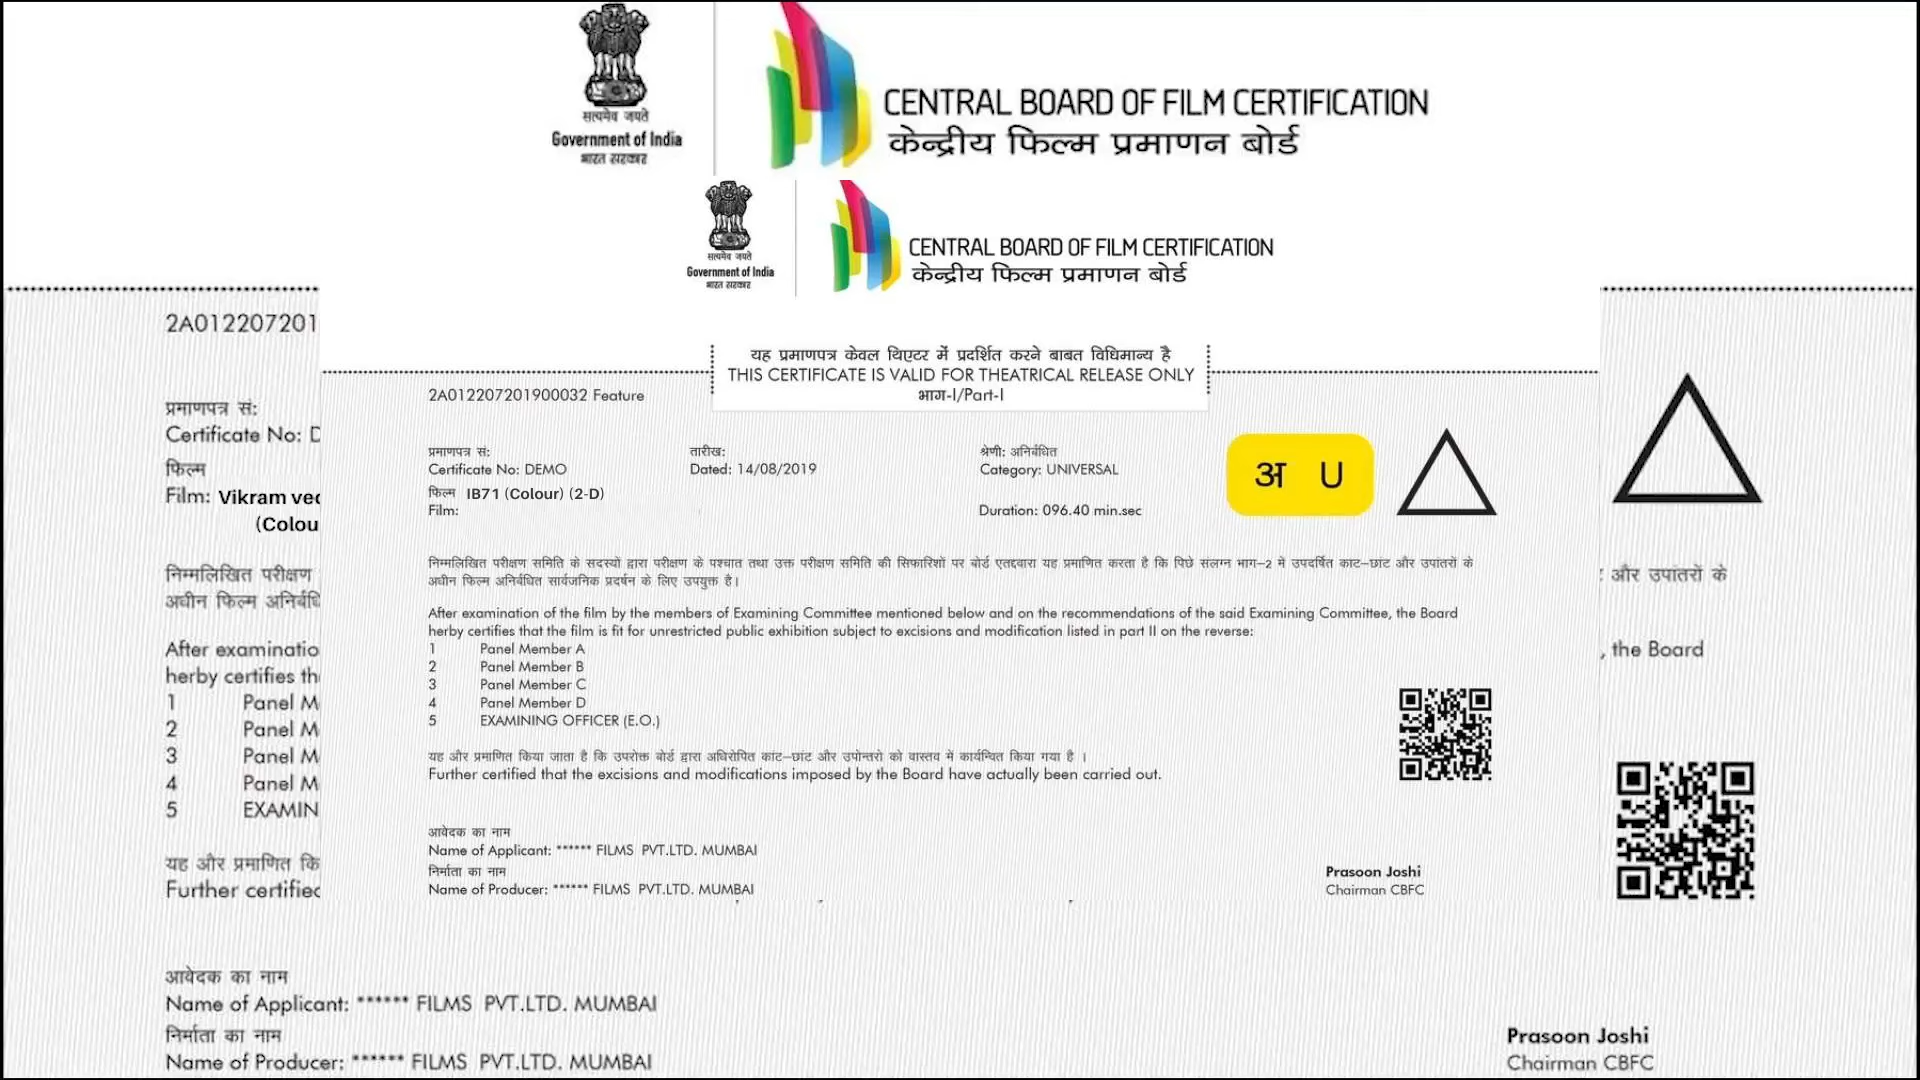 सत्यमेव जयते
Government of India
भारत सरकार
CENTRAL BOARD OF FILM CERTIFICATION
केन्द्रीय फिल्म प्रमाणन बोर्ड
सत्यमेव जयते
Government of India
भारत सरकार
CENTRAL BOARD OF FILM CERTIFICATION
केन्द्रीय फिल्म प्रमाणन बोर्ड
यह प्रमाणपत्र केवल थिएटर में प्रदर्शित करने बाबत विधिमान्य है
THIS CERTIFICATE IS VALID FOR THEATRICAL RELEASE ONLY
भाग-I/Part-I
2A012207201900032 Feature
प्रमाणपत्र सं: तारीख: श्रेणी: अनिर्बंधित
Certificate No: DEMO Dated: 14/08/2019 Category: UNIVERSAL
अ U
फिल्म IB71 (Colour) (2-D)
Film: Duration: 096.40 min.sec
निम्नलिखित परीक्षण समिति के सदस्यों द्वारा परीक्षण के पश्चात तथा उक्त परीक्षण समिति की सिफारिशों पर बोर्ड एतद्दवारा यह प्रमाणित करता है कि पिछे संलग्न भाग-2 में उपदर्षित काट-छांट और उपांतरों के
अधीन फिल्म अनिर्बंधित सार्वजनिक प्रदर्षन के लिए उपयुक्त है।
After examination of the film by the members of Examining Committee mentioned below and on the recommendations of the said Examining Committee, the Board
herby certifies that the film is fit for unrestricted public exhibition subject to excisions and modification listed in part II on the reverse:
1 Panel Member A
2 Panel Member B
3 Panel Member C
4 Panel Member D
5 EXAMINING OFFICER (E.O.)
यह और प्रमाणित किया जाता है कि उपरोक्त बोर्ड द्वारा अधिरोपित कांट-छांट और उपोन्तरो को वास्तव में कार्यन्वित किया गया है ।
Further certified that the excisions and modifications imposed by the Board have actually been carried out.
आवेदक का नाम
Name of Applicant: ****** FILMS PVT.LTD. MUMBAI
निर्माता का नाम
Name of Producer: ****** FILMS PVT.LTD. MUMBAI
Prasoon Joshi
Chairman CBFC
2A012207201
प्रमाणपत्र सं:
Certificate No: D
फिल्म
Film: Vikram ved
(Colou
निम्नलिखित परीक्षण
अधीन फिल्म अनिर्बंधि
After examinatio
herby certifies th
1 Panel M
2 Panel M
3 Panel M
4 Panel M
5 EXAMIN
यह और प्रमाणित कि
Further certified
और उपांतरों के
, the Board
आवेदक का नाम
Name of Applicant: ****** FILMS PVT.LTD. MUMBAI
निर्माता का नाम
Name of Producer: ****** FILMS PVT.LTD. MUMBAI
Prasoon Joshi
Chairman CBFC